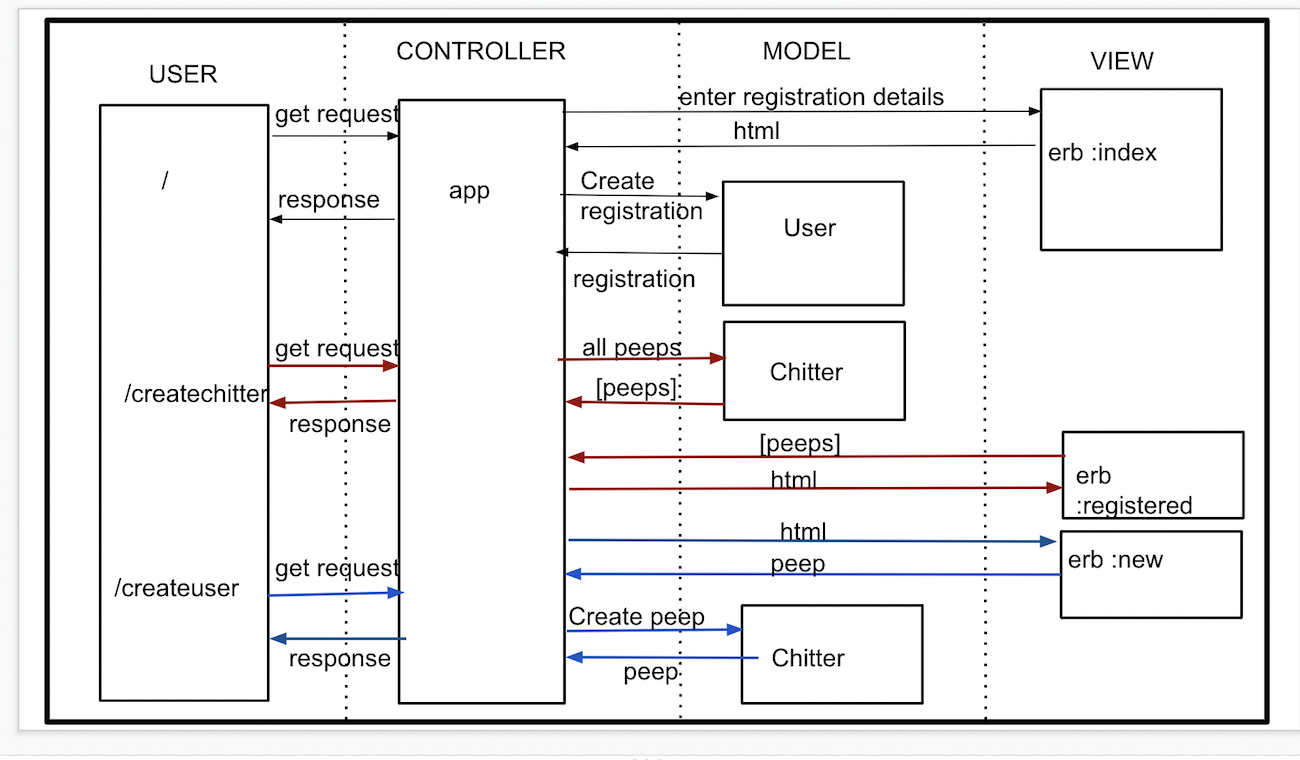 USER
CONTROLLER
MODEL
VIEW
get request
enter registration details
html
erb :index
/
app
Create
registration
response
User
registration
get request
all peeps
Chitter
/createchitter
[peeps]
response
[peeps]
html
erb
:registered
html
erb :new
peep
get request
/createuser
Create peep
response
peep
Chitter